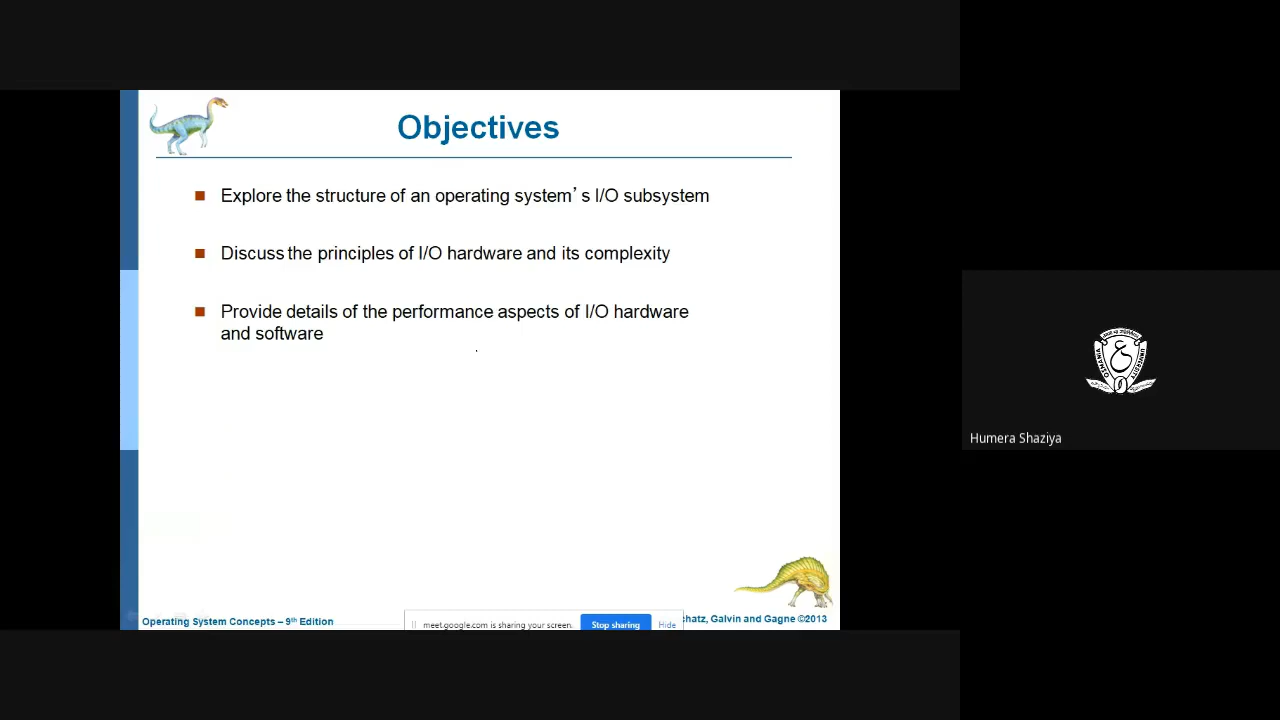 Objectives
Explore the structure of an operating system’s I/O subsystem
Discuss the principles of I/O hardware and its complexity
Provide details of the performance aspects of I/O hardware
and software
Operating System Concepts – 9th Edition
meet.google.com is sharing your screen.
Stop sharing
Hide
Galvin and Gagne ©2013
OSMANIA UNIVERSITY
Humera Shaziya